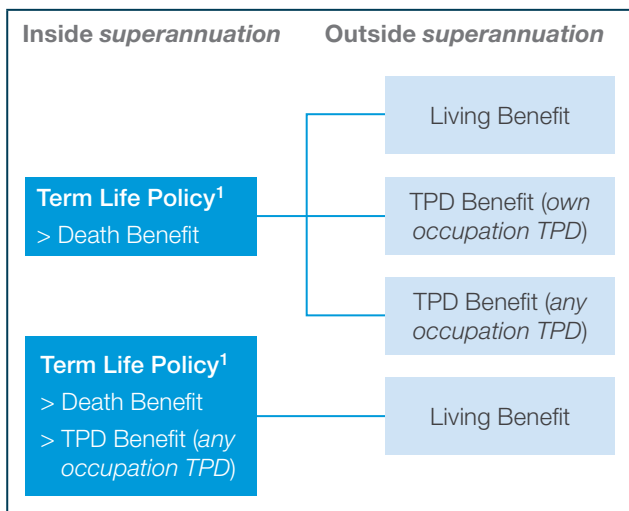 Inside superannuation
Outside superannuation
Living Benefit
Term Life Policy¹
> Death Benefit
TPD Benefit (own
occupation TPD)
TPD Benefit (any
occupation TPD)
Term Life Policy¹
> Death Benefit
> TPD Benefit (any
occupation TPD)
Living Benefit